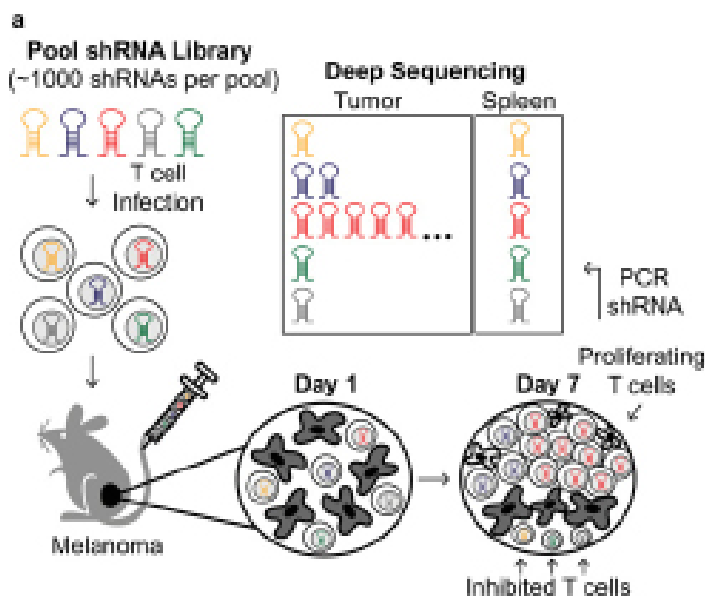 a
Pool shRNA Library
(~1000 shRNAs per pool)
T cell
Infection
Deep Sequencing
Tumor
Spleen
...
PCR
shRNA
Proliferating
T cells
Day 1
Day 7
Melanoma
Inhibited T cells